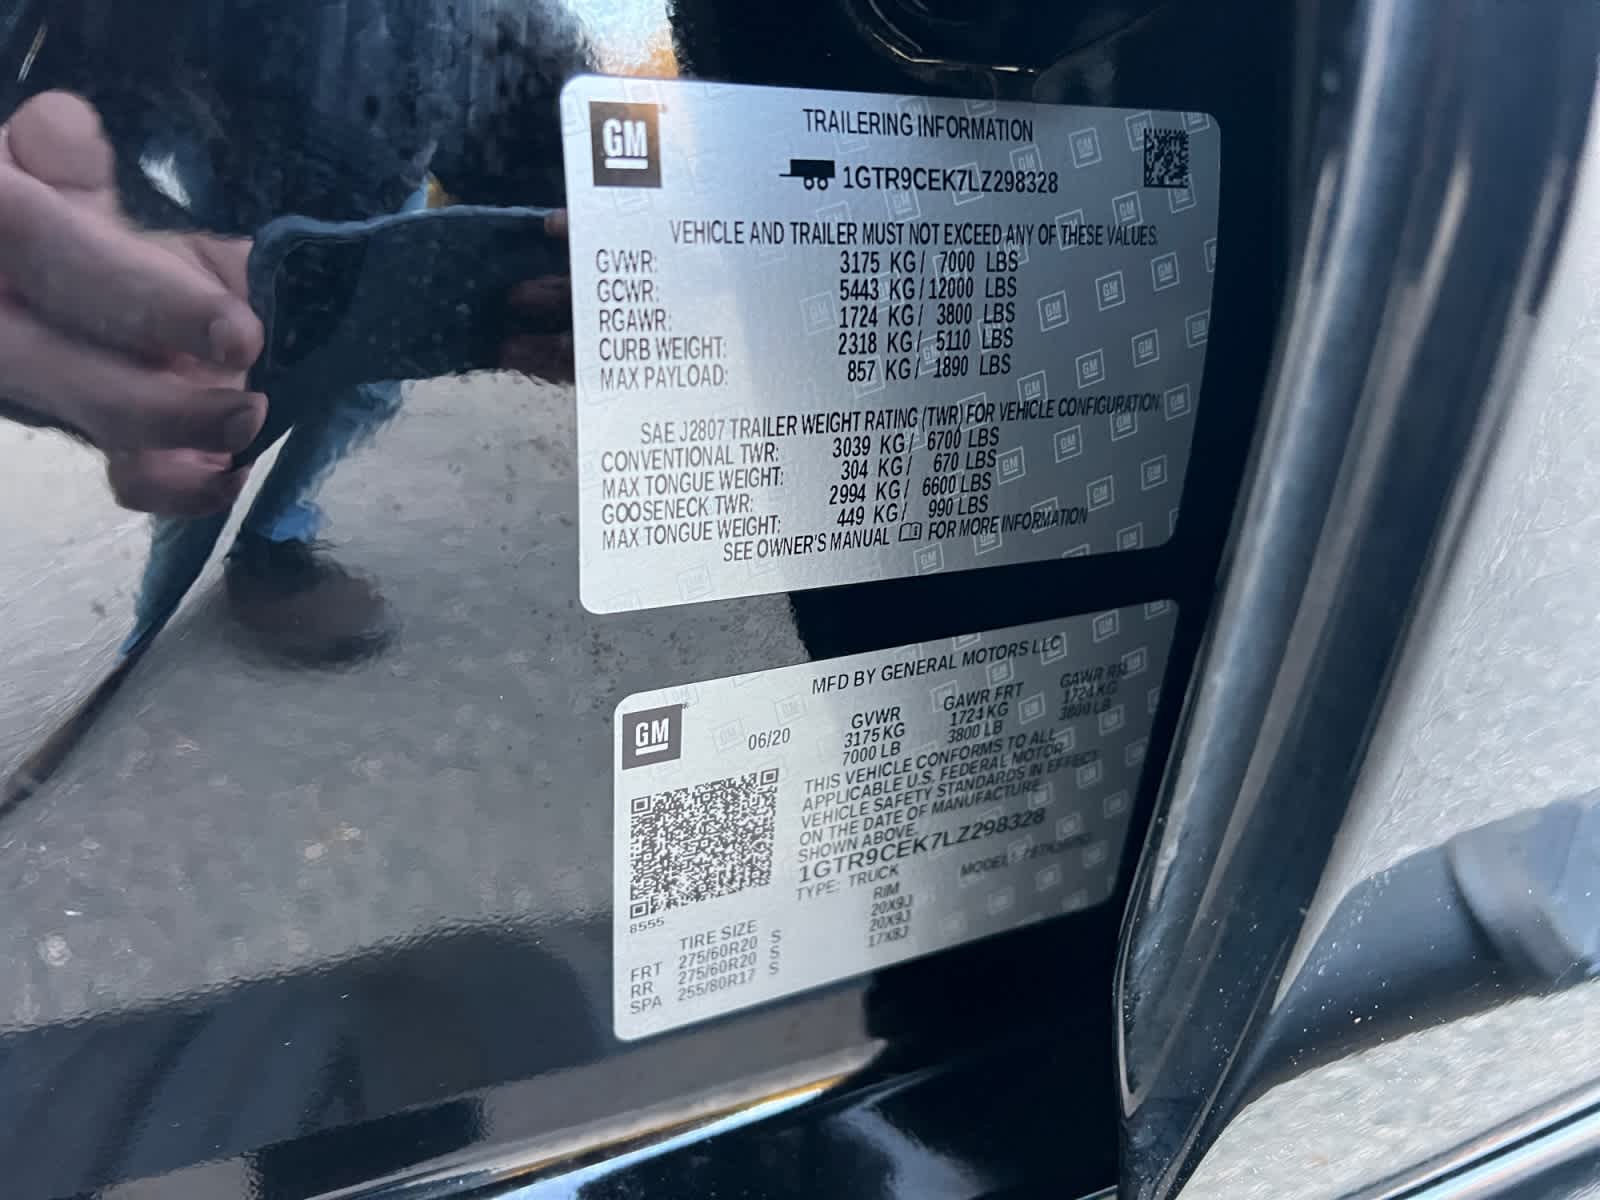 GM
TRAILERING INFORMATION
1GTR9CEK7LZ298328
VEHICLE AND TRAILER MUST NOT EXCEED ANY OF THESE VALUES.
GVWR: 3175 KG/ 7000 LBS
GCWR: 5443 KG/12000 LBS
RGAWR: 1724 KG/ 3800 LBS
CURB WEIGHT: 2318 KG/ 5110 LBS
MAX PAYLOAD: 857 KG/ 1890 LBS
SAE J2807 TRAILER WEIGHT RATING (TWR) FOR VEHICLE CONFIGURATION
CONVENTIONAL TWR: 3039 KG/ 6700 LBS
MAX TONGUE WEIGHT: 304 KG/ 670 LBS
GOOSENECK TWR: 2994 KG/ 6600 LBS
MAX TONGUE WEIGHT: 449 KG/ 990 LBS
SEE OWNER'S MANUAL FOR MORE INFORMATION
GM
MFD BY GENERAL MOTORS LLC
06/20 GVWR GAWR FRT GAWR RR
3175 KG 1724 KG 1724 KG
7000 LB 3800 LB 3800 LB
THIS VEHICLE CONFORMS TO ALL
APPLICABLE U.S. FEDERAL MOTOR
VEHICLE SAFETY STANDARDS IN EFFECT
ON THE DATE OF MANUFACTURE
SHOWN ABOVE.
1GTR9CEK7LZ298328
TYPE: TRUCK MODEL:
8555
TIRE SIZE RIM
FRT 275/60R20 S 20X9J
RR 275/60R20 S 20X9J
SPA 255/80R17 S 17X8J